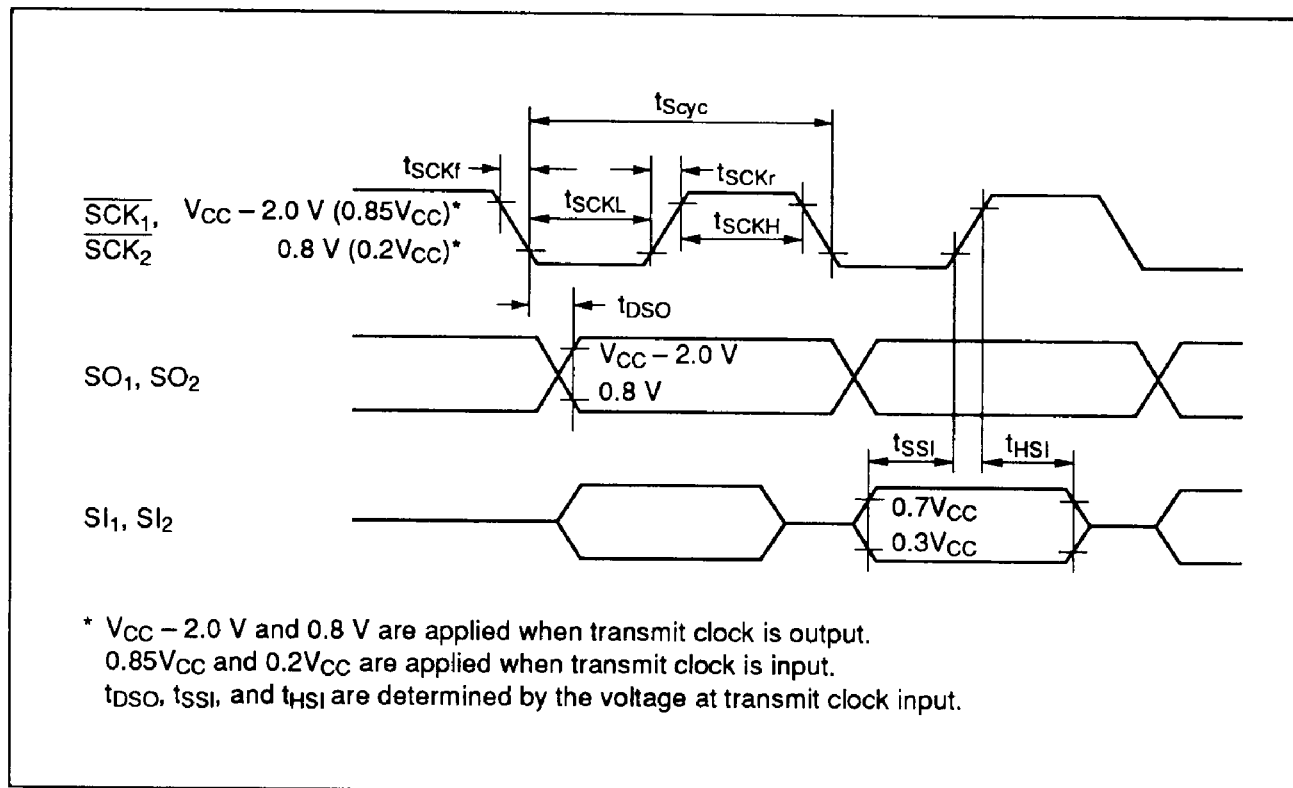 tScyc
tSCKf
tSCKr
tSCKL
tSCKH
SCK1, VCC – 2.0 V (0.85VCC)*
SCK2 0.8 V (0.2VCC)*
tDSO
VCC – 2.0 V
SO1, SO2
0.8 V
tSSI tHSI
0.7VCC
SI1, SI2
0.3VCC
* VCC – 2.0 V and 0.8 V are applied when transmit clock is output.
0.85VCC and 0.2VCC are applied when transmit clock is input.
tDSO, tSSI, and tHSI are determined by the voltage at transmit clock input.